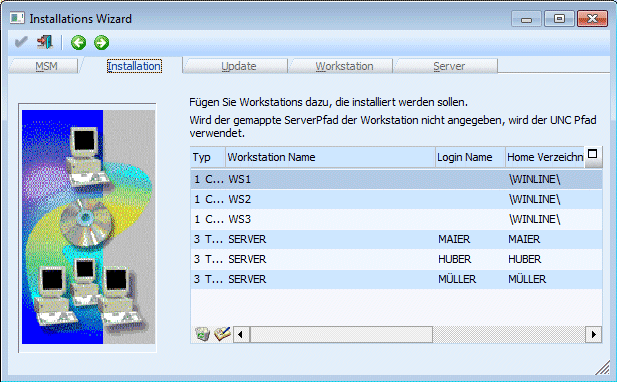 Installations Wizard
MSM Installation Update Workstation Server
Fügen Sie Workstations dazu, die installiert werden sollen.
Wird der gemappte ServerPfad der Workstation nicht angegeben, wird der UNC Pfad
verwendet.
Typ Workstation Name Login Name Home Verzeichn
1 C... WS1 \WINLINE\
1 C... WS2 \WINLINE\
1 C... WS3 \WINLINE\
3 T... SERVER MAIER MAIER
3 T... SERVER HUBER HUBER
3 T... SERVER MÜLLER MÜLLER